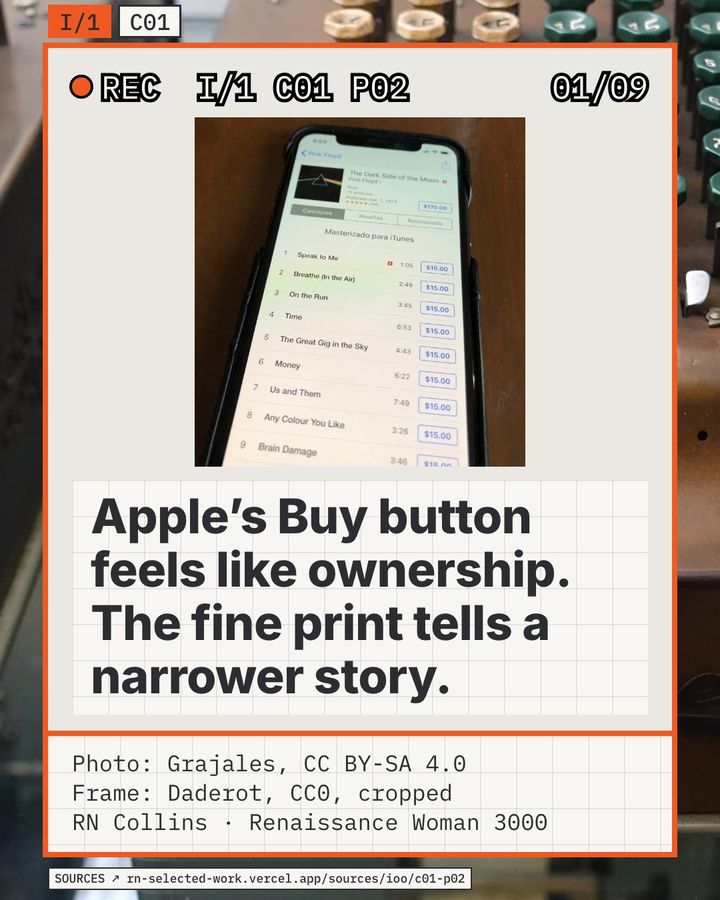 I/1 C01
REC I/1 C01 P02 01/09
Pink Floyd
The Dark Side of the Moon
Pink Floyd
$170.00
Canciones Reseñas Relacionado
Masterizado para iTunes
1 Speak to Me 1:05 $15.00
2 Breathe (In the Air) 2:49 $15.00
3 On the Run 3:45 $15.00
4 Time 6:53 $15.00
5 The Great Gig in the Sky 4:43 $15.00
6 Money 6:22 $15.00
7 Us and Them 7:49 $15.00
8 Any Colour You Like 3:26 $15.00
9 Brain Damage 3:46 $15.00
Apple’s Buy button
feels like ownership.
The fine print tells a
narrower story.
Photo: Grajales, CC BY-SA 4.0
Frame: Daderot, CC0, cropped
RN Collins · Renaissance Woman 3000
SOURCES ↗ rn-selected-work.vercel.app/sources/ioo/c01-p02